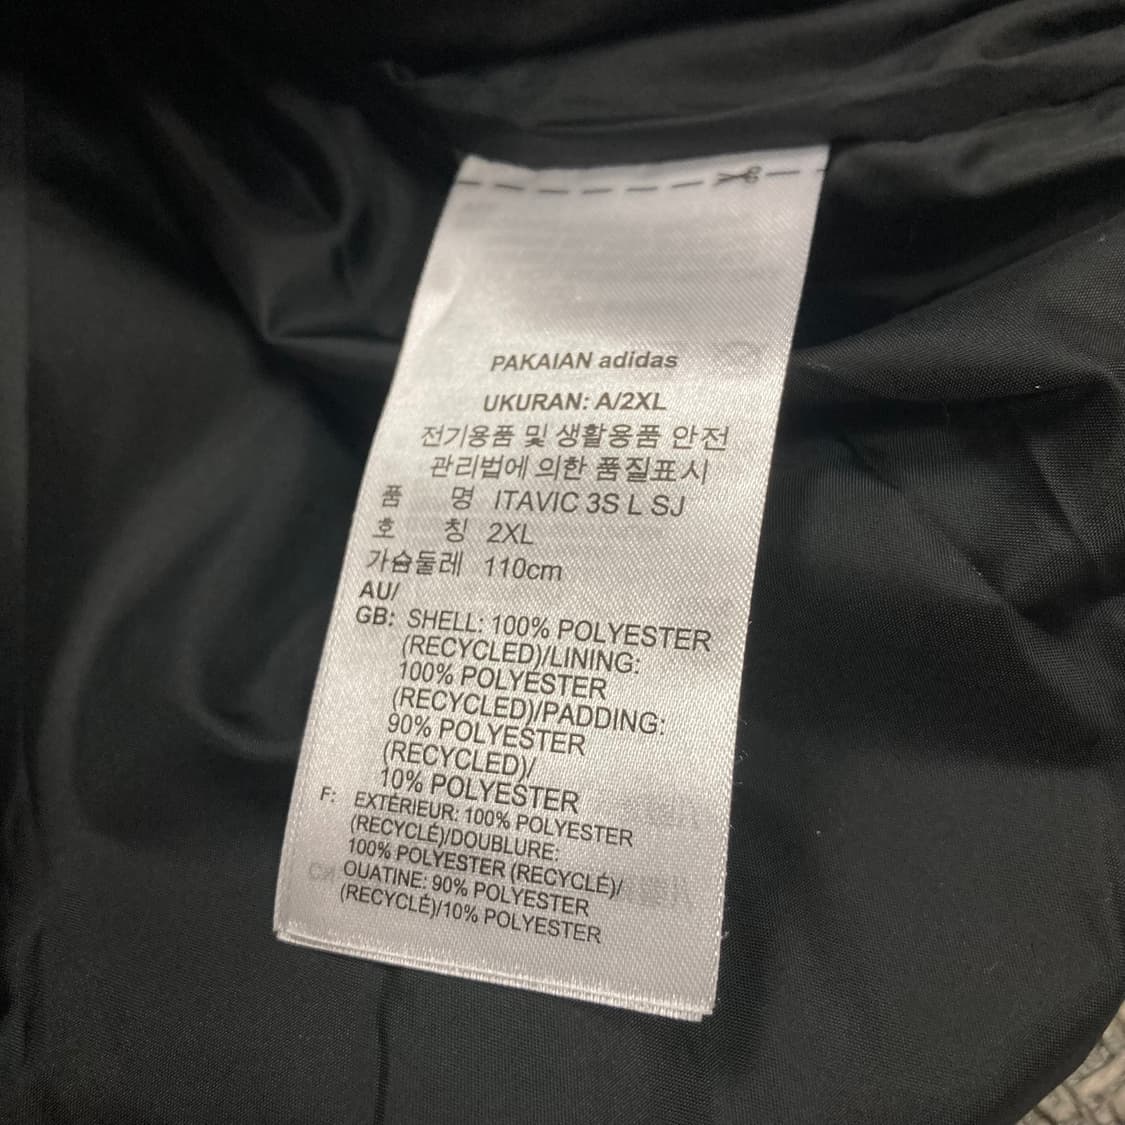 PAKAIAN adidas
UKURAN: A/2XL
전기용품 및 생활용품 안전
관리법에 의한 품질표시
품 명 ITAVIC 3S L SJ
호 칭 2XL
가슴둘레 110cm
AU/
GB: SHELL: 100% POLYESTER
(RECYCLED)/LINING:
100% POLYESTER
(RECYCLED)/PADDING:
90% POLYESTER
(RECYCLED)/
10% POLYESTER
F: EXTÉRIEUR: 100% POLYESTER
(RECYCLÉ)/DOUBLURE:
100% POLYESTER (RECYCLÉ)/
OUATINE: 90% POLYESTER
(RECYCLÉ)/10% POLYESTER